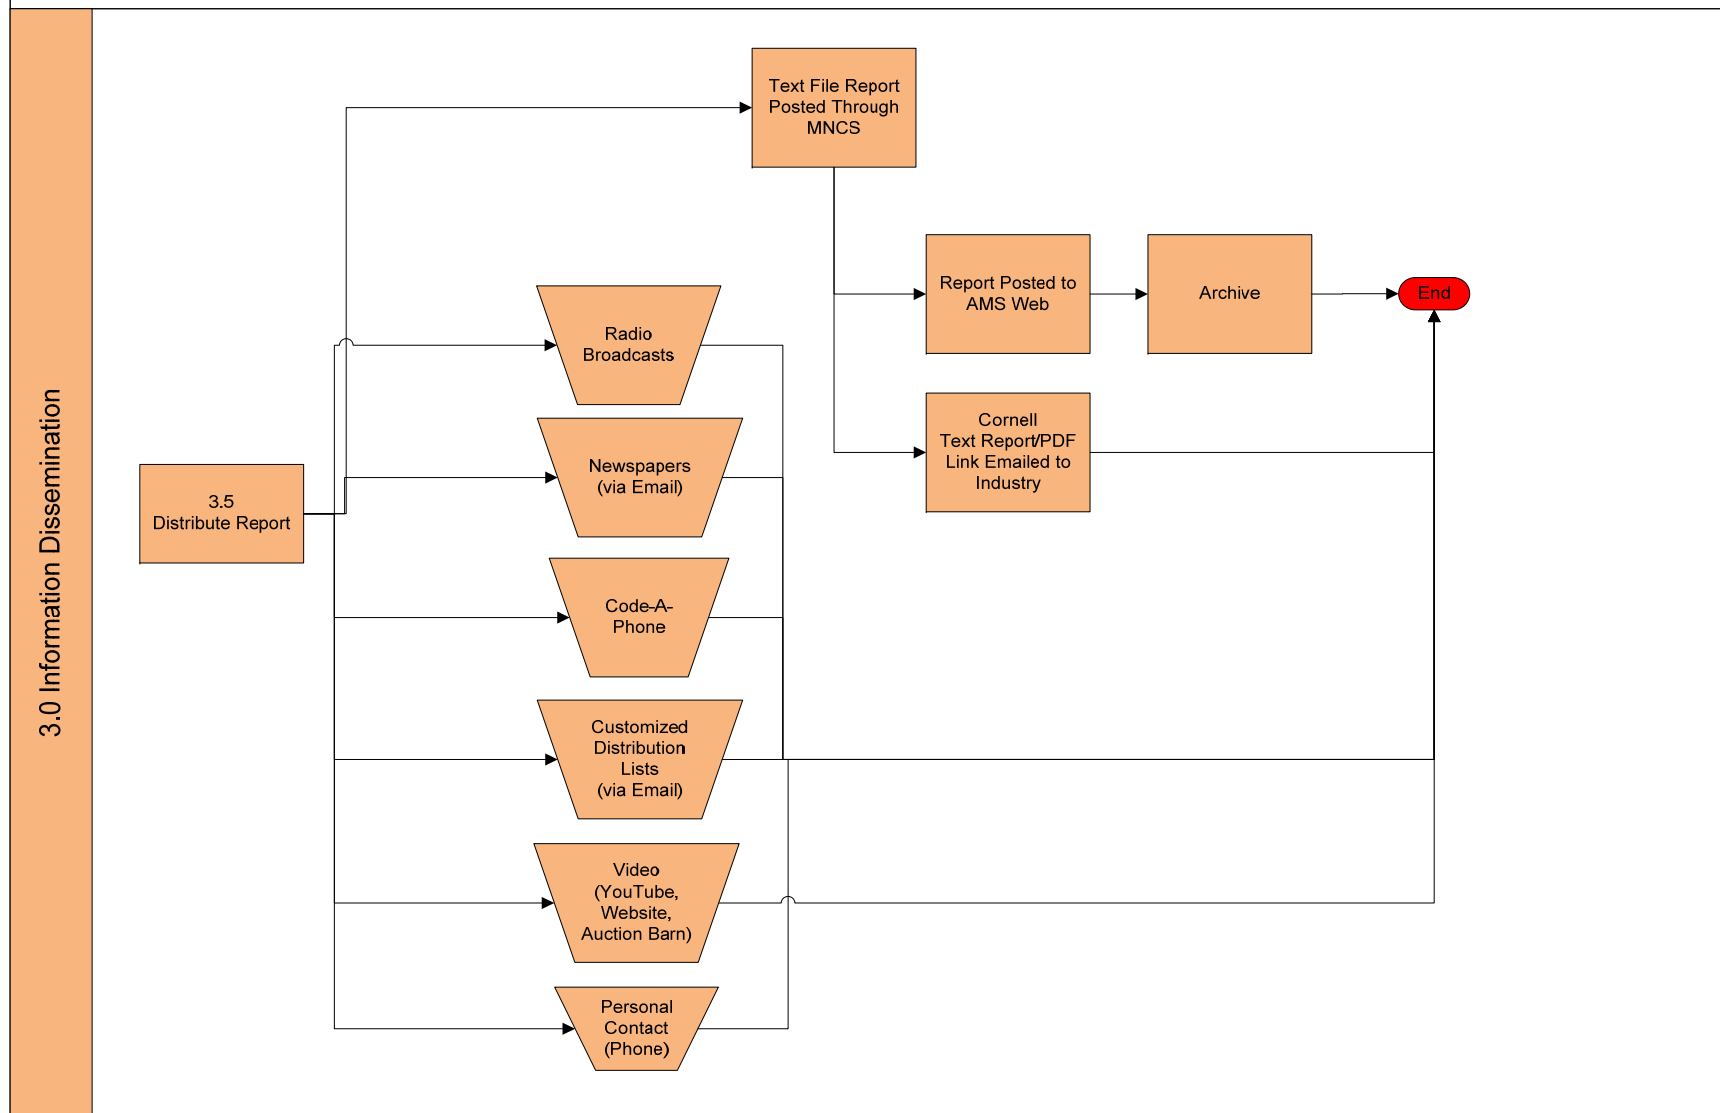 3.0 Information Dissemination
Text File Report
Posted Through
MNCS
Report Posted to
AMS Web
Archive
End
Radio
Broadcasts
Cornell
Text Report/PDF
Link Emailed to
Industry
Newspapers
(via Email)
3.5
Distribute Report
Code-A-
Phone
Customized
Distribution
Lists
(via Email)
Video
(YouTube,
Website,
Auction Barn)
Personal
Contact
(Phone)